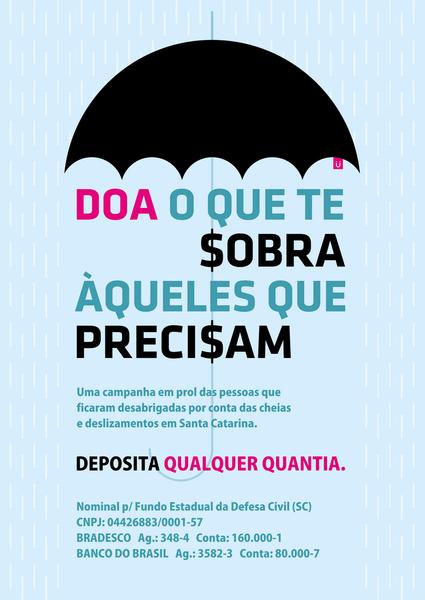 DOA O QUE TE
$OBRA
ÀQUELES QUE
PRECI$AM
Uma campanha em prol das pessoas que
ficaram desabrigadas por conta das cheias
e deslizamentos em Santa Catarina.
DEPOSITA QUALQUER QUANTIA.
Nominal p/ Fundo Estadual da Defesa Civil (SC)
CNPJ: 04426883/0001-57
BRADESCO Ag.: 348-4 Conta: 160.000-1
BANCO DO BRASIL Ag.: 3582-3 Conta: 80.000-7